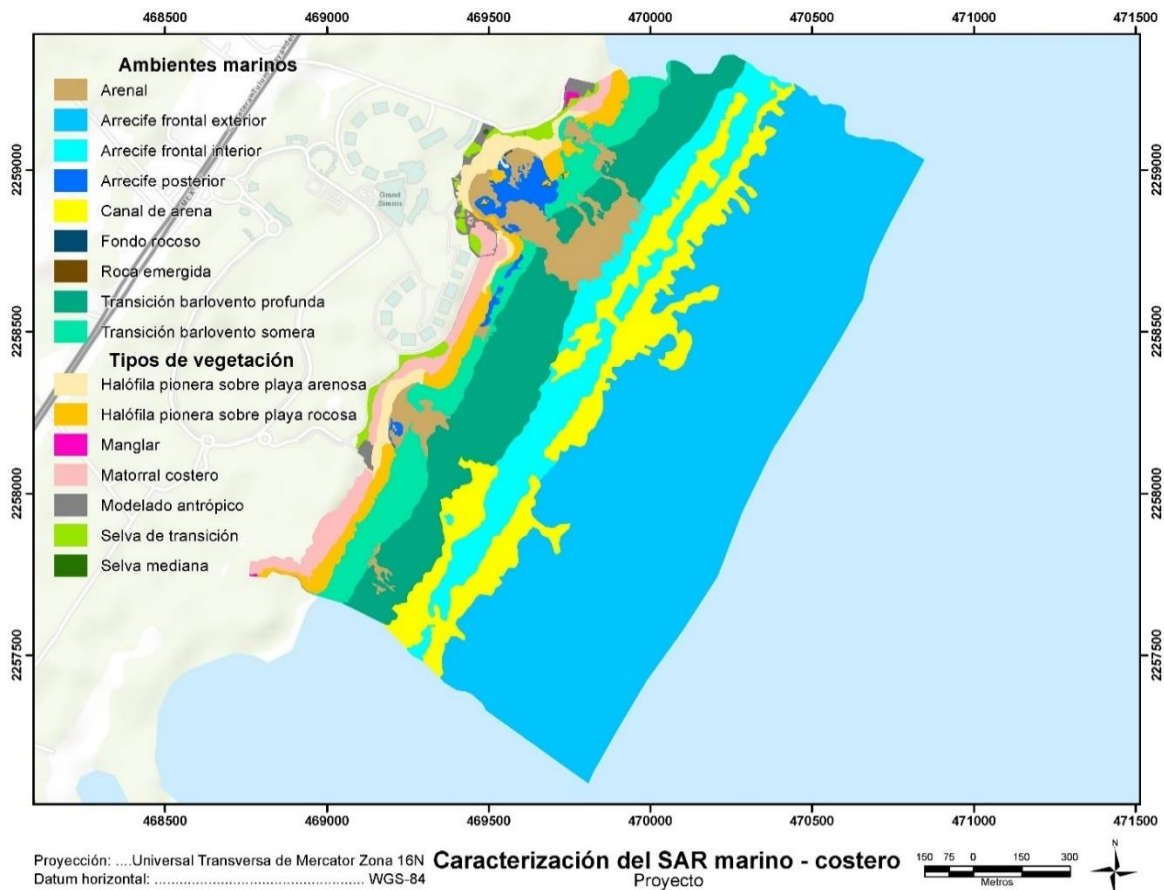 468500 469000 469500 470000 470500 471000 471500
2259000
2258500
2258000
2257500
Ambientes marinos
Arenal
Arrecife frontal exterior
Arrecife frontal interior
Arrecife posterior
Canal de arena
Fondo rocoso
Roca emergida
Transición barlovento profunda
Transición barlovento somera
Tipos de vegetación
Halófila pionera sobre playa arenosa
Halófila pionera sobre playa rocosa
Manglar
Matorral costero
Modelado antrópico
Selva de transición
Selva mediana
Grand
Sirenis
2259000
2258500
2258000
2257500
468500 469000 469500 470000 470500 471000 471500
Proyección: ....Universal Transversa de Mercator Zona 16N
Datum horizontal: ................................................ WGS-84
Caracterización del SAR marino - costero
Proyecto
150 75 0 150 300
Metros
N